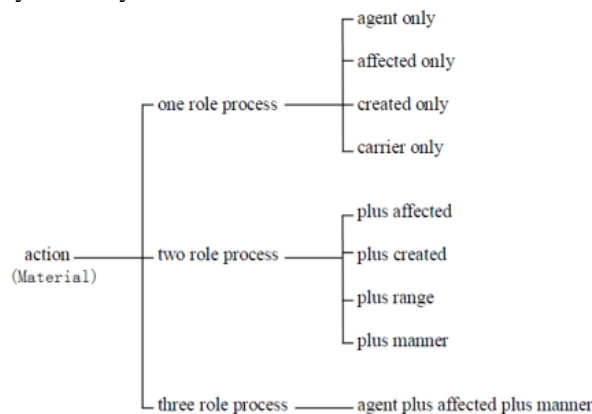 agent only
affected only
one role process
created only
carrier only
plus affected
action
two role process
plus created
(Material)
plus range
plus manner
three role process
agent plus affected plus manner